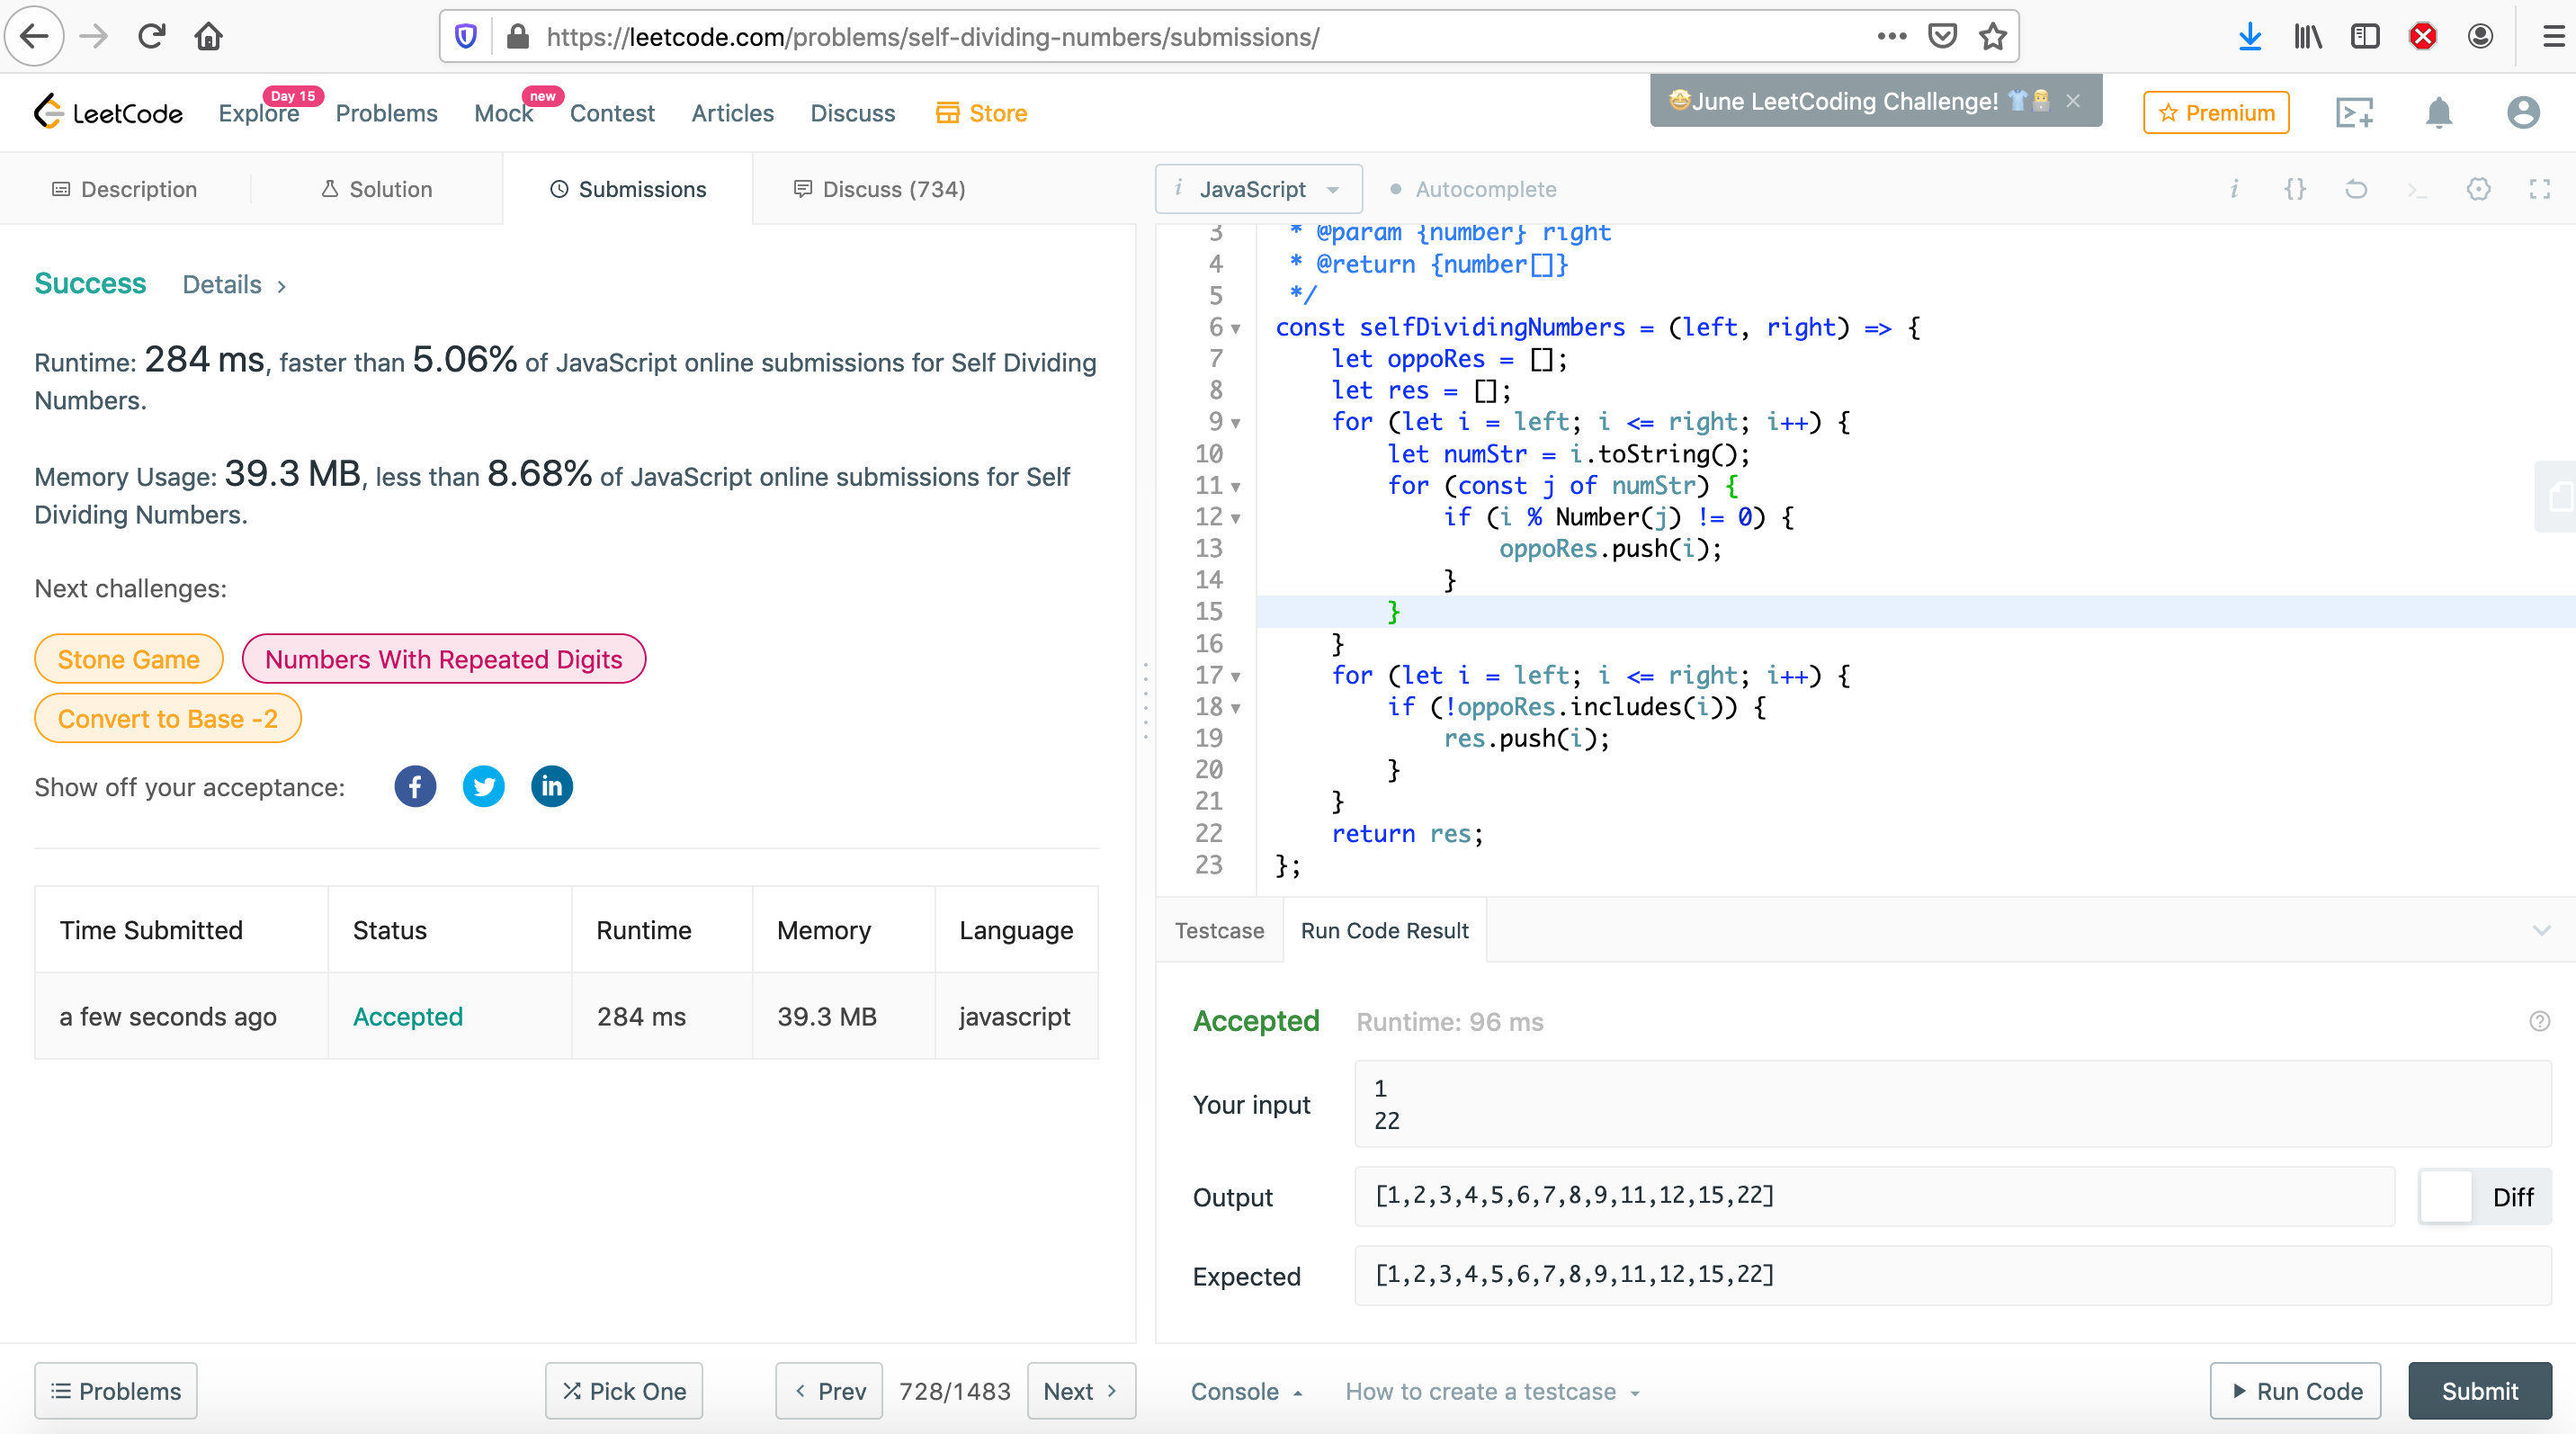 https://leetcode.com/problems/self-dividing-numbers/submissions/
LeetCode
Explore
Day 15
Problems
Mock
new
Contest
Articles
Discuss
Store
🤩June LeetCoding Challenge! 👕 ×
Premium
Description
Solution
Submissions
Discuss (734)
i JavaScript
Autocomplete
Success Details >
Runtime: 284 ms, faster than 5.06% of JavaScript online submissions for Self Dividing
Numbers.
Memory Usage: 39.3 MB, less than 8.68% of JavaScript online submissions for Self
Dividing Numbers.
Next challenges:
Stone Game
Numbers With Repeated Digits
Convert to Base -2
Show off your acceptance:
Time Submitted Status Runtime Memory Language
a few seconds ago Accepted 284 ms 39.3 MB javascript
3 * @param {number} right
4 * @return {number[]}
5 */
6 const selfDividingNumbers = (left, right) => {
7 let oppoRes = [];
8 let res = [];
9 for (let i = left; i <= right; i++) {
10 let numStr = i.toString();
11 for (const j of numStr) {
12 if (i % Number(j) != 0) {
13 oppoRes.push(i);
14 }
15 }
16 }
17 for (let i = left; i <= right; i++) {
18 if (!oppoRes.includes(i)) {
19 res.push(i);
20 }
21 }
22 return res;
23 };
Testcase
Run Code Result
Accepted Runtime: 96 ms
Your input
1
22
Output
[1,2,3,4,5,6,7,8,9,11,12,15,22]
Diff
Expected
[1,2,3,4,5,6,7,8,9,11,12,15,22]
Problems
Pick One
Prev
728/1483
Next
Console
How to create a testcase
Run Code
Submit